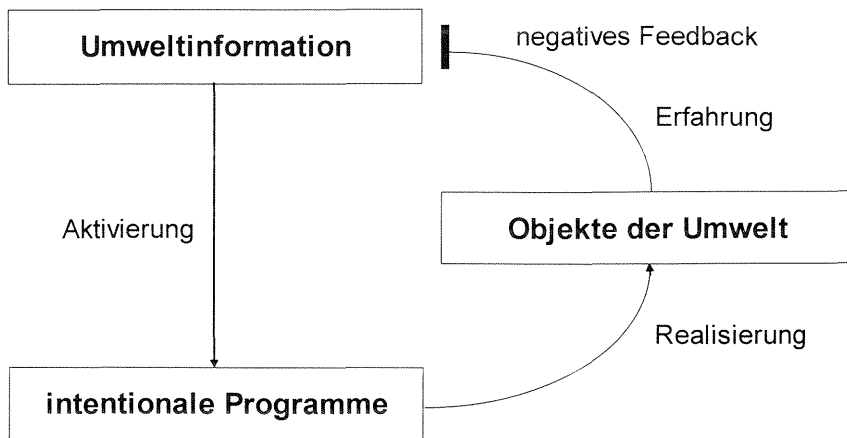 Umweltinformation
negatives Feedback
Erfahrung
Aktivierung
Objekte der Umwelt
Realisierung
intentionale Programme